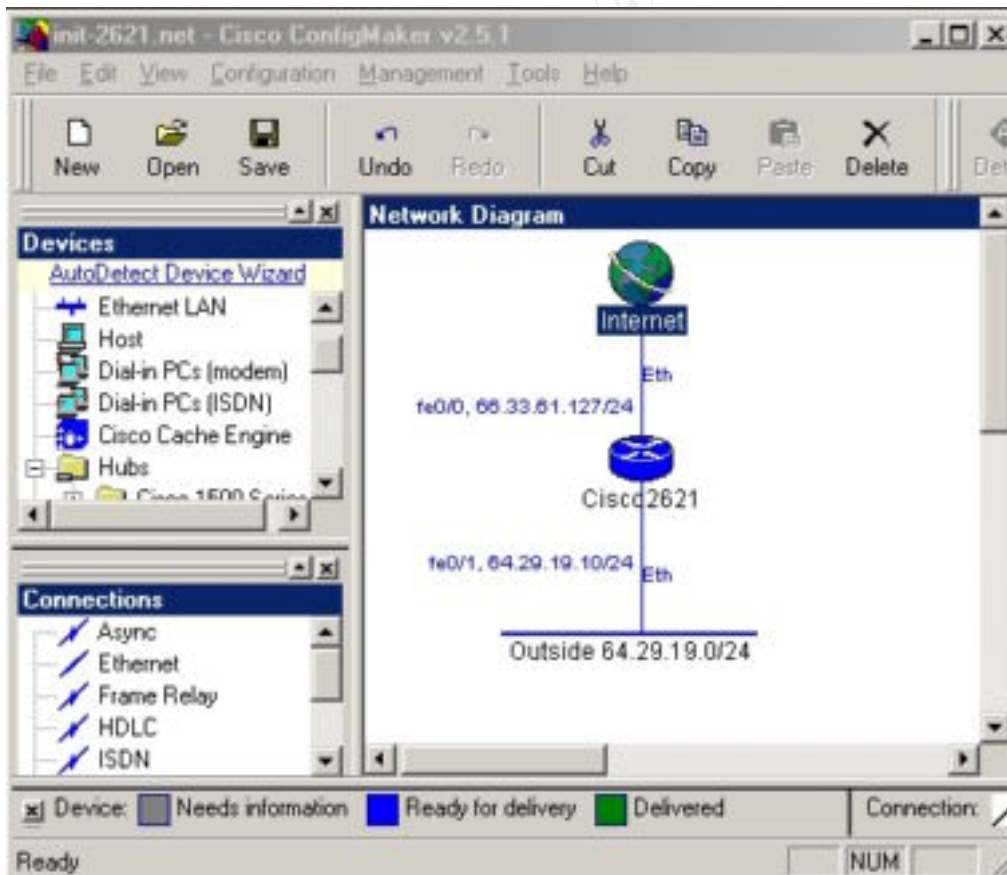 init-2621.net - Cisco ConfigMaker v2.5.1
File Edit View Configuration Management Tools Help
New Open Save Undo Redo Cut Copy Paste Delete
Devices
AutoDetect Device Wizard
Ethernet LAN
Host
Dial-in PCs (modem)
Dial-in PCs (ISDN)
Cisco Cache Engine
Hubs
Cisco 1500 Series
Connections
Async
Ethernet
Frame Relay
HDLC
ISDN
Network Diagram
Internet
Eth
fe0/0, 66.33.61.127/24
Cisco2621
fe0/1, 64.29.19.10/24
Eth
Outside 64.29.19.0/24
Device: Needs information Ready for delivery Delivered Connection:
Ready NUM